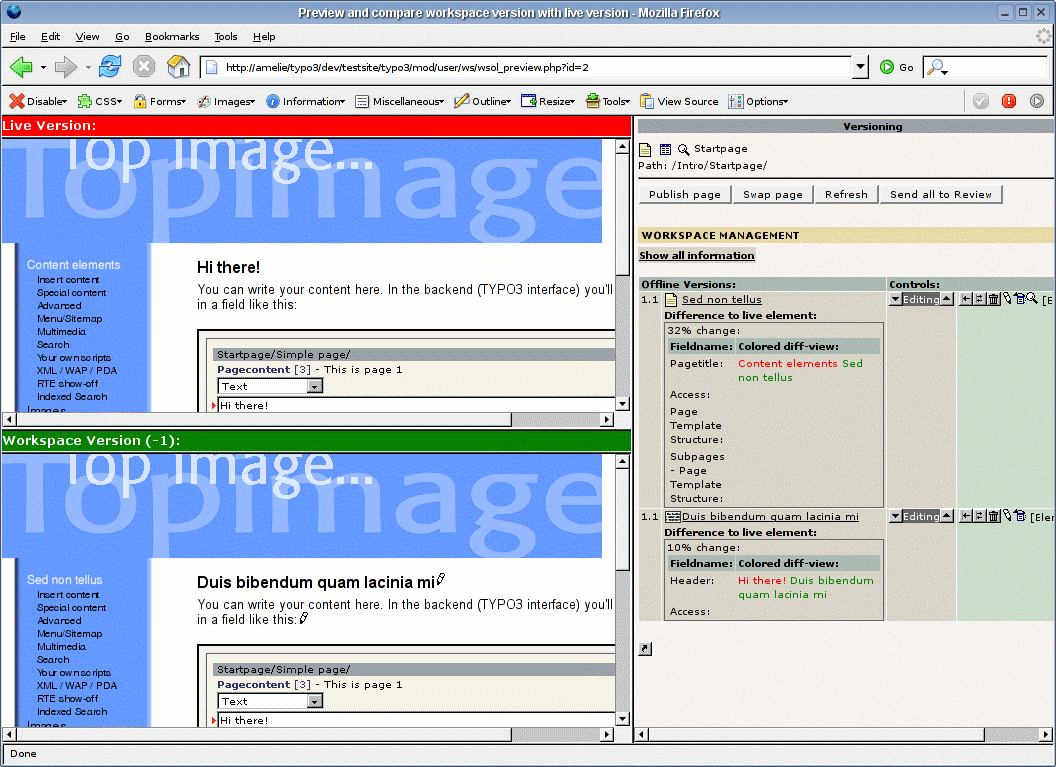 Preview and compare workspace version with live version - Mozilla Firefox
File Edit View Go Bookmarks Tools Help
http://amelie/typo3/dev/testsite/typo3/mod/user/ws/wsol_preview.php?id=2 Go
Disable CSS Forms Images Information Miscellaneous Outline Resize Tools View Source Options
Live Version:
Top Image...
TopImage
Content elements
Insert content
Special content
Advanced
Menu/Sitemap
Multimedia
Search
Your own scripts
XML / WAP / PDA
RTE show-off
Indexed Search
Images
Hi there!
You can write your content here. In the backend (TYPO3 interface) you'll
in a field like this:
Startpage/Simple page/
Pagecontent [3] - This is page 1
Text
Hi there!
Workspace Version (-1):
Top Image...
TopImage
Sed non tellus
Insert content
Special content
Advanced
Menu/Sitemap
Multimedia
Search
Your own scripts
XML / WAP / PDA
RTE show-off
Indexed Search
Images
Duis bibendum quam lacinia mi
You can write your content here. In the backend (TYPO3 interface) you'll
in a field like this:
Startpage/Simple page/
Pagecontent [3] - This is page 1
Text
Hi there!
Versioning
Startpage
Path: /Intro/Startpage/
Publish page Swap page Refresh Send all to Review
WORKSPACE MANAGEMENT
Show all information
Offline Versions: Controls:
1.1 Sed non tellus Editing [E
Difference to live element:
32% change:
Fieldname: Colored diff-view:
Pagetitle: Content elements Sed
non tellus
Access:
Page
Template
Structure:
Subpages
- Page
Template
Structure:
1.1 Duis bibendum quam lacinia mi Editing [Elen
Difference to live element:
10% change:
Fieldname: Colored diff-view:
Header: Hi there! Duis bibendum
quam lacinia mi
Access:
Done